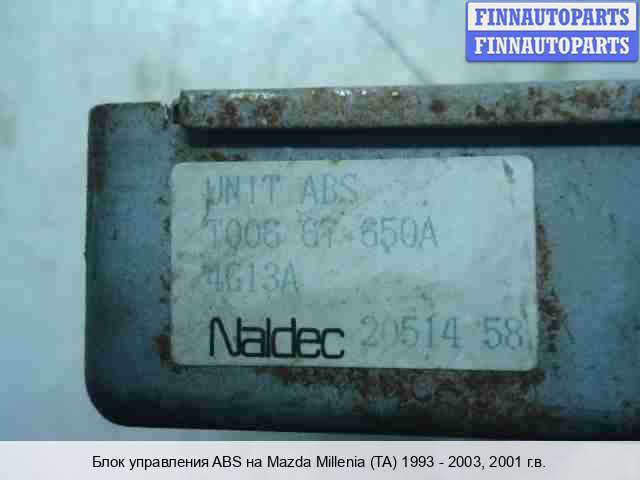 FINNAUTOPARTS
FINNAUTOPARTS
UNIT ABS
T006 67 650A
4G13A
Naldec 20514 58
Блок управления ABS на Mazda Millenia (TA) 1993 - 2003, 2001 г.в.